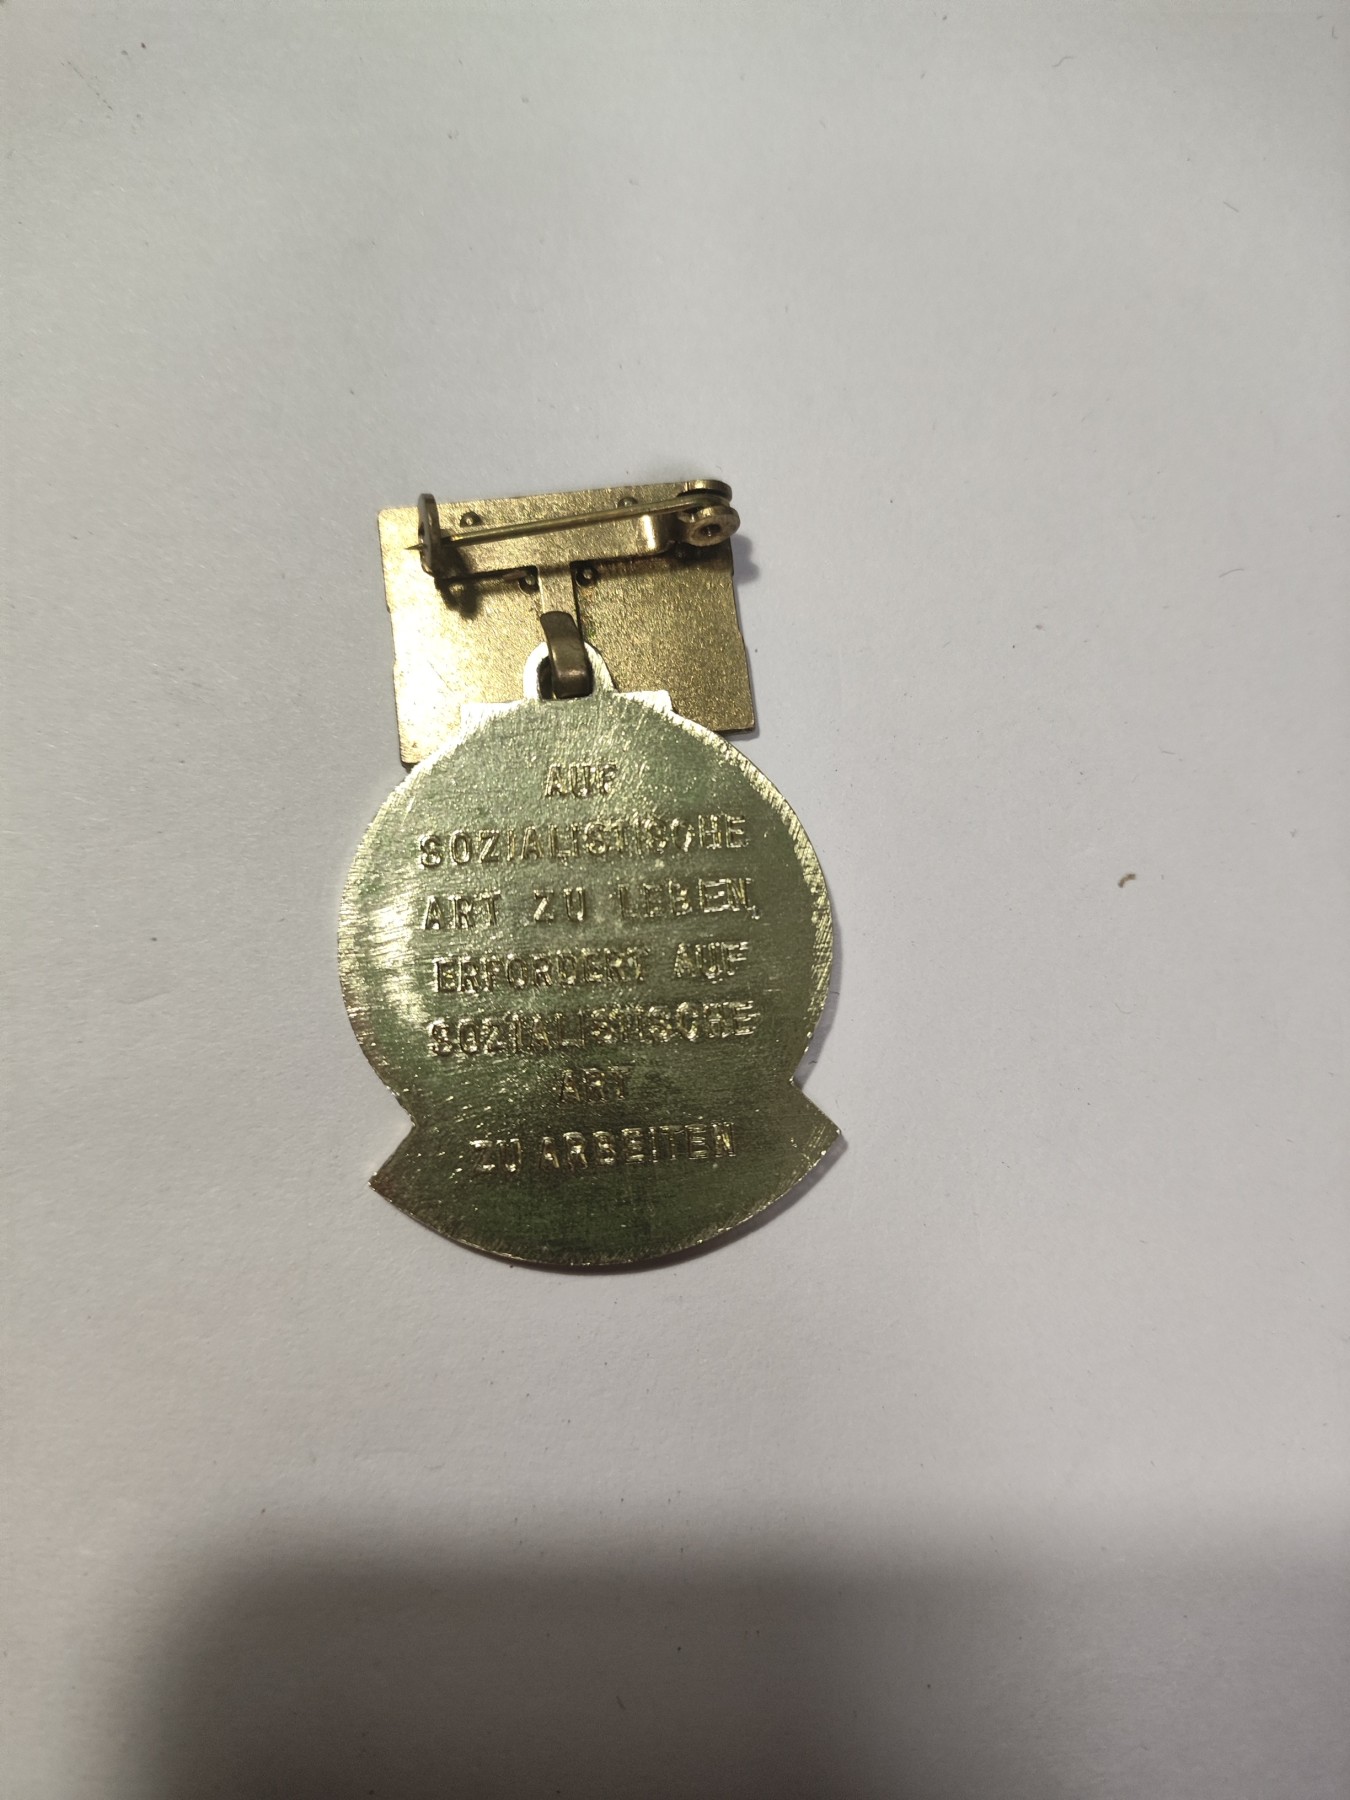 AUF
SOZIALISTISCHE
ART ZU LEBEN,
ERFORDERT AUF
SOZIALISTISCHE
ART
ZU ARBEITEN